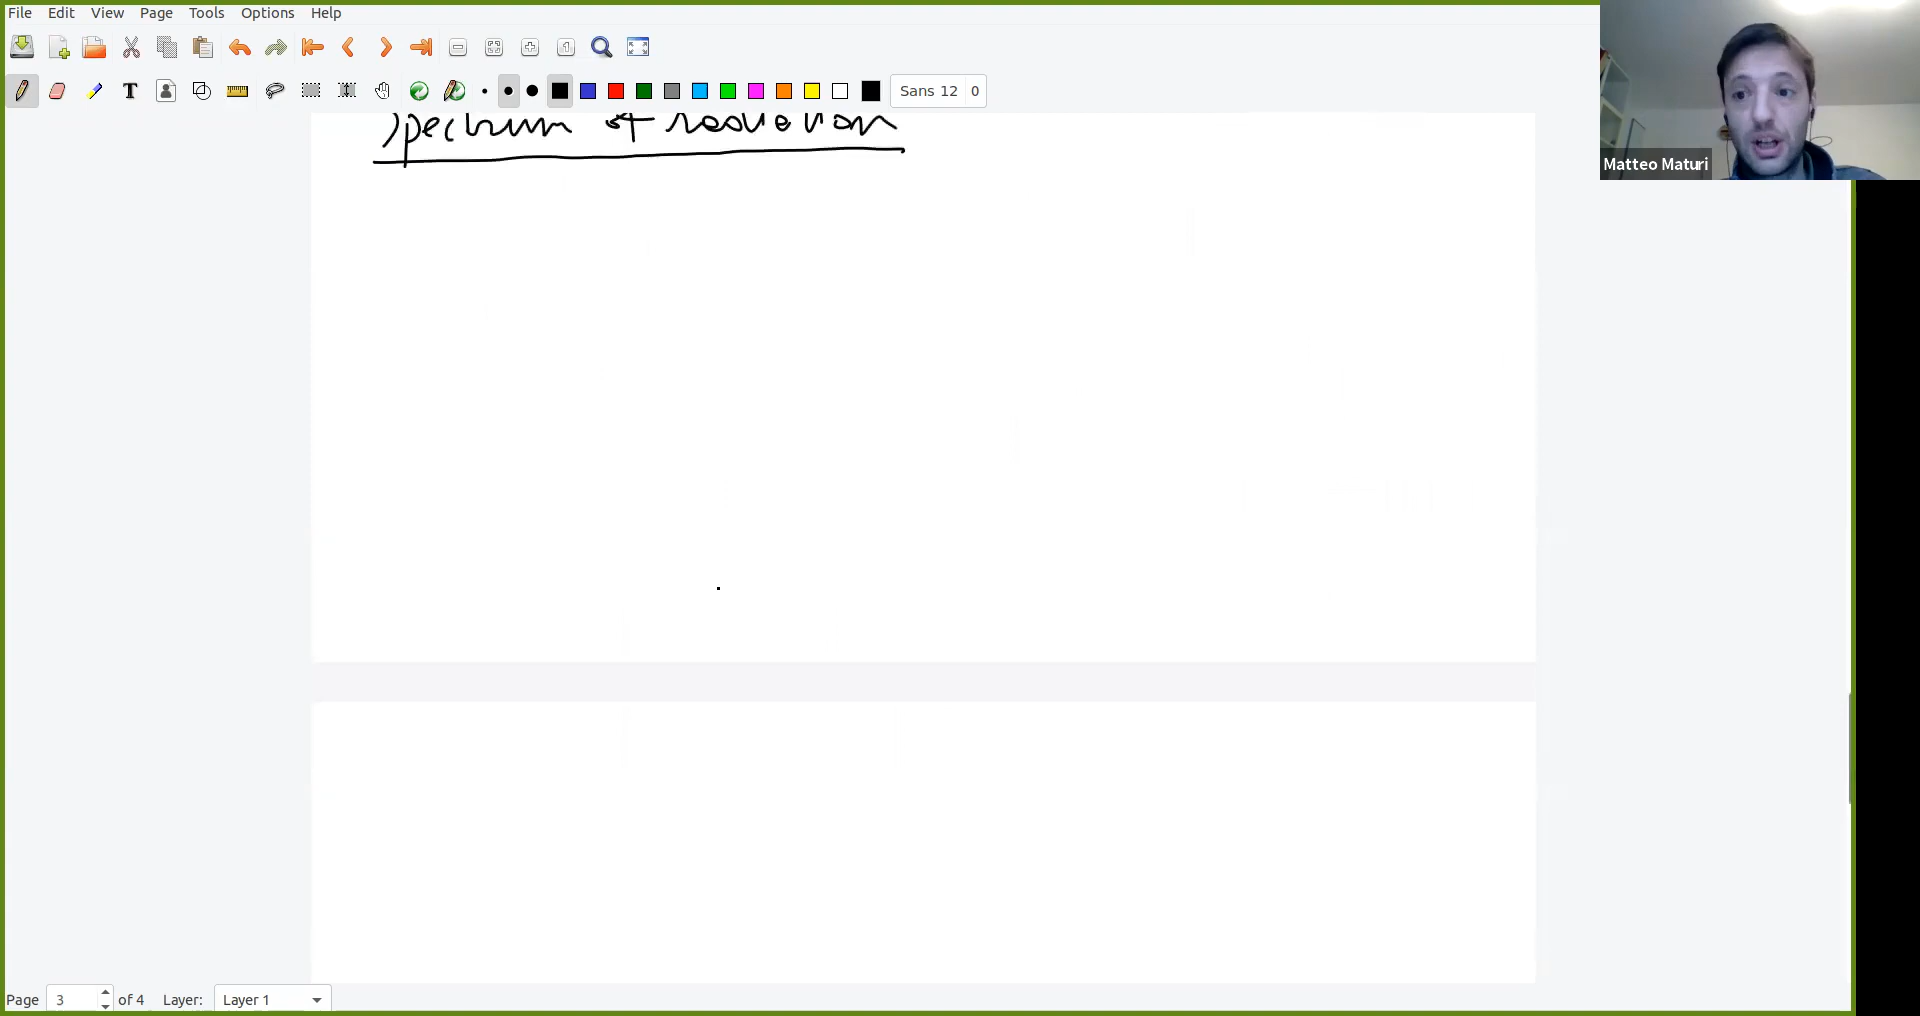 File Edit View Page Tools Options Help
T Sans 12 0
Spectrum of radiation
Matteo Maturi
Page 3 of 4 Layer: Layer 1